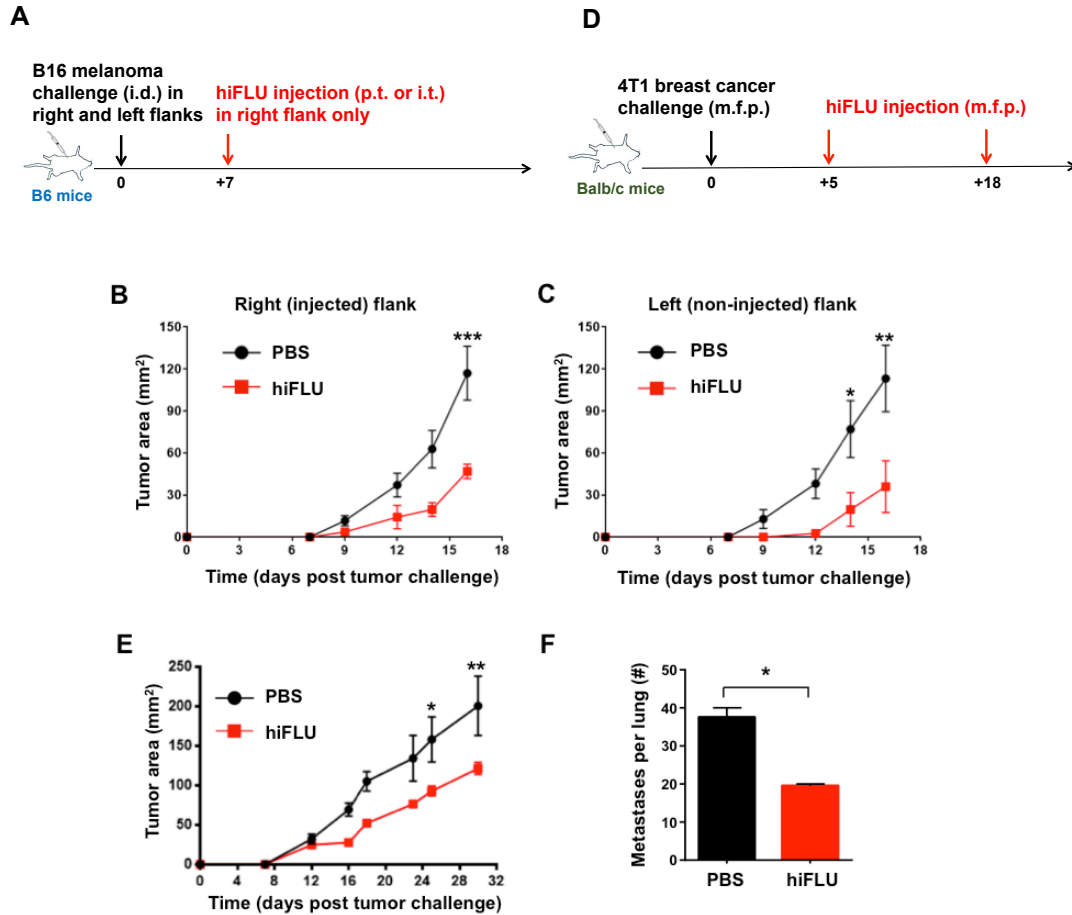 A
B16 melanoma
challenge (i.d.) in
right and left flanks
hiFLU injection (p.t. or i.t.)
in right flank only
B6 mice
0
+7
D
4T1 breast cancer
challenge (m.f.p.)
hiFLU injection (m.f.p.)
Balb/c mice
0
+5
+18
B
Right (injected) flank
Tumor area (mm²)
150
120
90
60
30
0
PBS
hiFLU
***
0 3 6 9 12 15 18
Time (days post tumor challenge)
C
Left (non-injected) flank
Tumor area (mm²)
150
120
90
60
30
0
PBS
hiFLU
*
**
0 3 6 9 12 15 18
Time (days post tumor challenge)
E
Tumor area (mm²)
250
200
150
100
50
0
PBS
hiFLU
*
**
0 4 8 12 16 20 24 28 32
Time (days post tumor challenge)
F
Metastases per lung (#)
50
40
30
20
10
0
*
PBS hiFLU